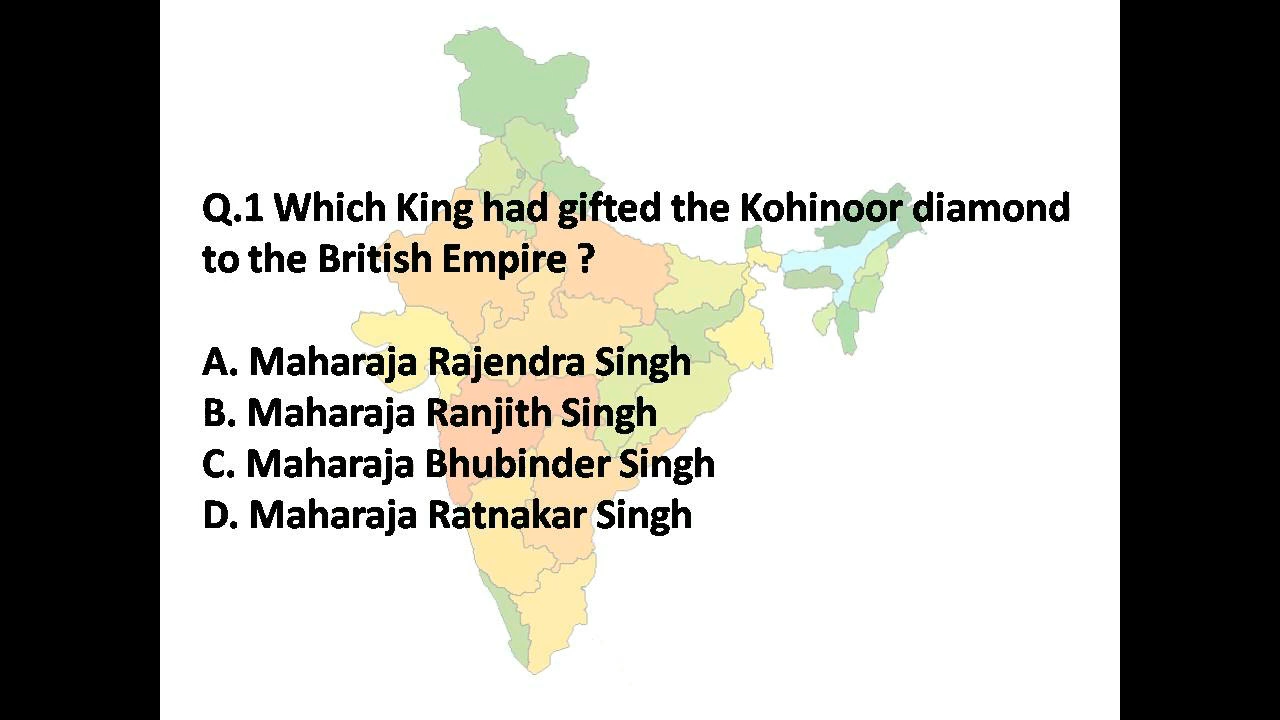 Q.1 Which King had gifted the Kohinoor diamond
to the British Empire ?
A. Maharaja Rajendra Singh
B. Maharaja Ranjith Singh
C. Maharaja Bhubinder Singh
D. Maharaja Ratnakar Singh